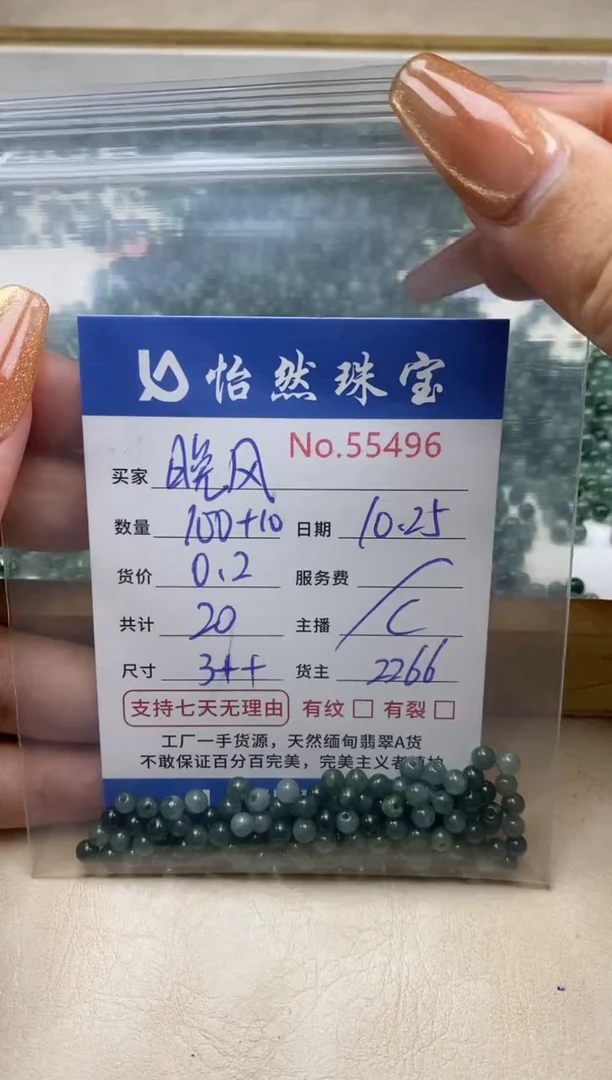 怡然珠宝
No.55496
买家 晚风
数量 100+10 日期 10.25
货价 0.2 服务费
共计 20 主播 C
尺寸 3++ 货主 2266
支持七天无理由 有纹 □ 有裂 □
工厂一手货源，天然缅甸翡翠A货
不敢保证百分百完美，完美主义者慎拍